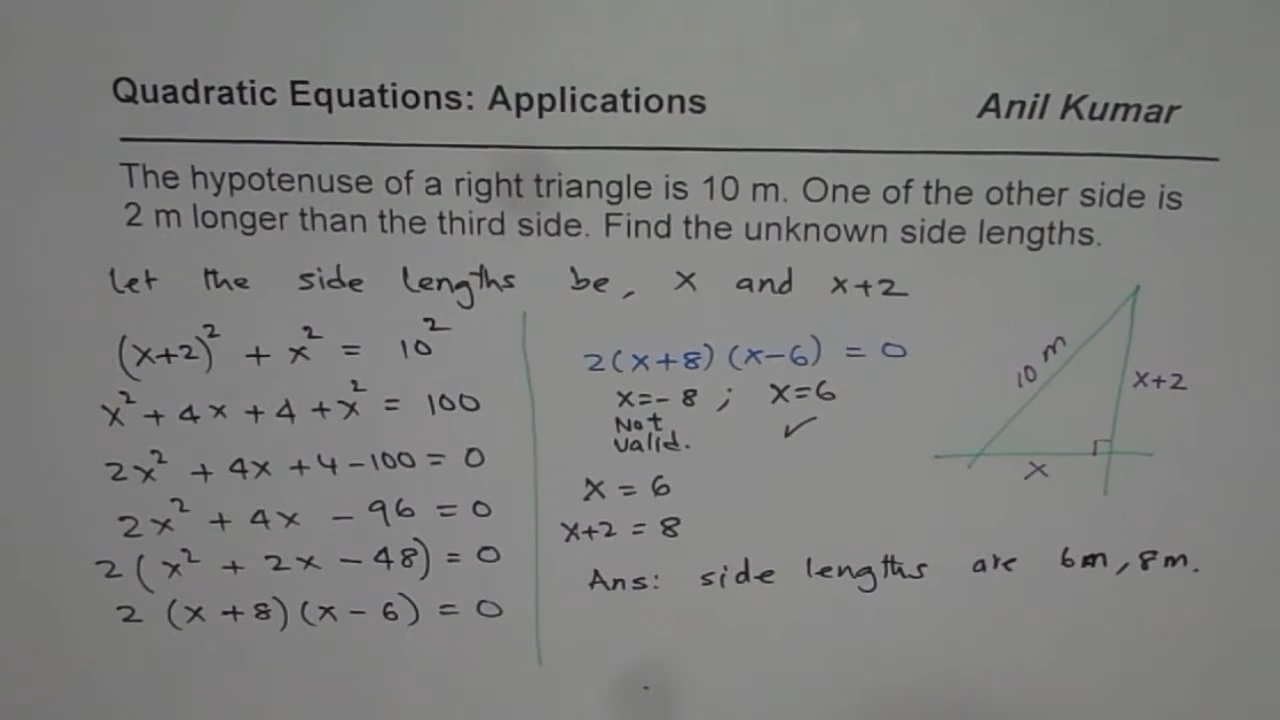 Quadratic Equations: Applications
Anil Kumar
The hypotenuse of a right triangle is 10 m. One of the other side is
2 m longer than the third side. Find the unknown side lengths.
Let the side lengths be, x and x+2
(x+2)² + x² = 10²
x² + 4x + 4 + x² = 100
2x² + 4x + 4 - 100 = 0
2x² + 4x - 96 = 0
2(x² + 2x - 48) = 0
2 (x + 8)(x - 6) = 0
2(x+8)(x-6) = 0
x = -8 ; x = 6
Not ✓
valid.
x = 6
x+2 = 8
Ans: side lengths are 6m, 8m.
10 m
x+2
x